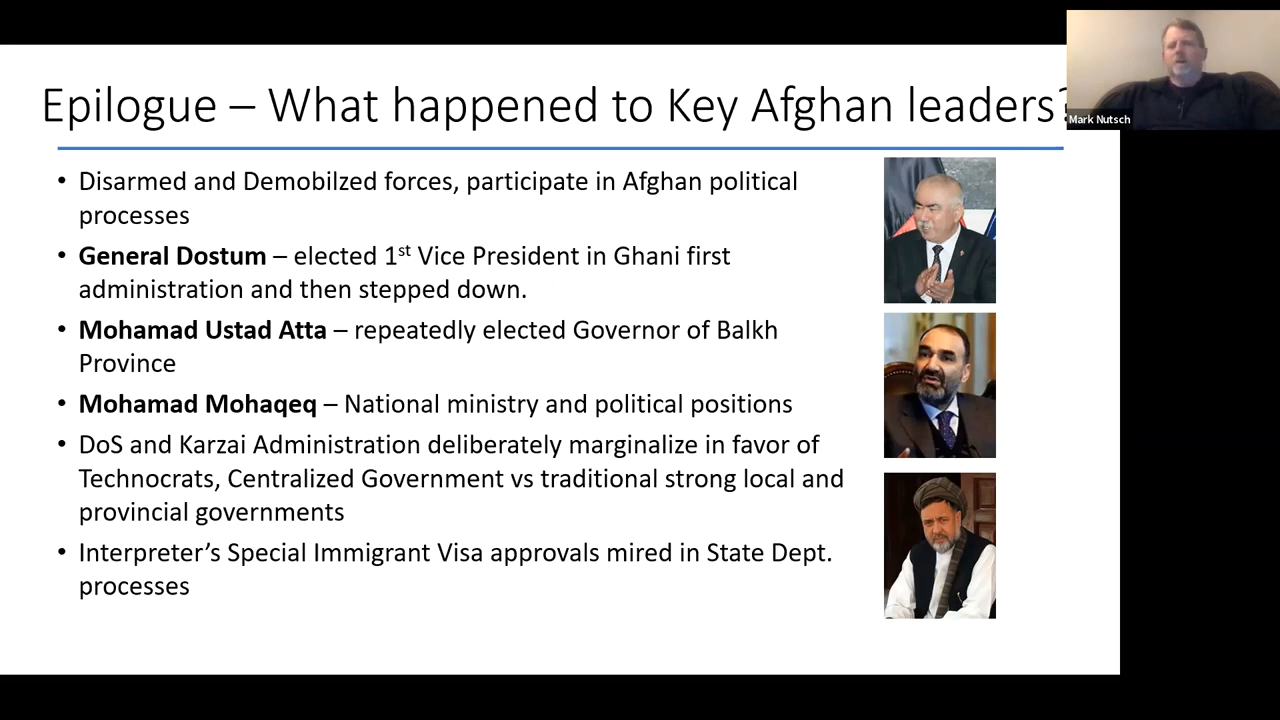 Epilogue – What happened to Key Afghan leaders?
Mark Nutsch
• Disarmed and Demobilzed forces, participate in Afghan political
processes
• General Dostum – elected 1st Vice President in Ghani first
administration and then stepped down.
• Mohamad Ustad Atta – repeatedly elected Governor of Balkh
Province
• Mohamad Mohaqeq – National ministry and political positions
• DoS and Karzai Administration deliberately marginalize in favor of
Technocrats, Centralized Government vs traditional strong local and
provincial governments
• Interpreter’s Special Immigrant Visa approvals mired in State Dept.
processes